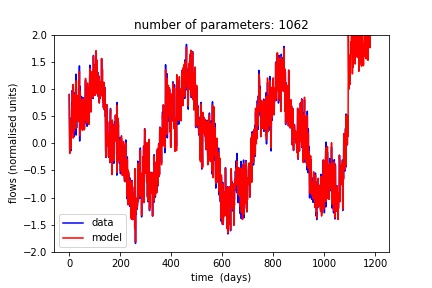 number of parameters: 1062
flows (normalised units)
2.0
1.5
1.0
0.5
0.0
−0.5
−1.0
−1.5
−2.0
data
model
0 200 400 600 800 1000 1200
time (days)